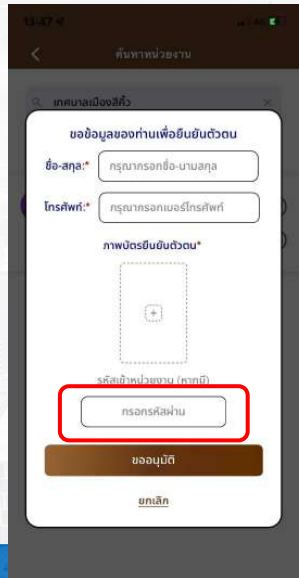 13:47
ค้นหาหน่วยงาน
เทศบาลเมืองสีคิ้ว
ขอข้อมูลของท่านเพื่อยืนยันตัวตน
ชื่อ-สกุล:* กรุณากรอกชื่อ-นามสกุล
โทรศัพท์:* กรุณากรอกเบอร์โทรศัพท์
ภาพบัตรยืนยันตัวตน*
รหัสเข้าหน่วยงาน (หากมี)
กรอกรหัสผ่าน
ขออนุมัติ
ยกเลิก